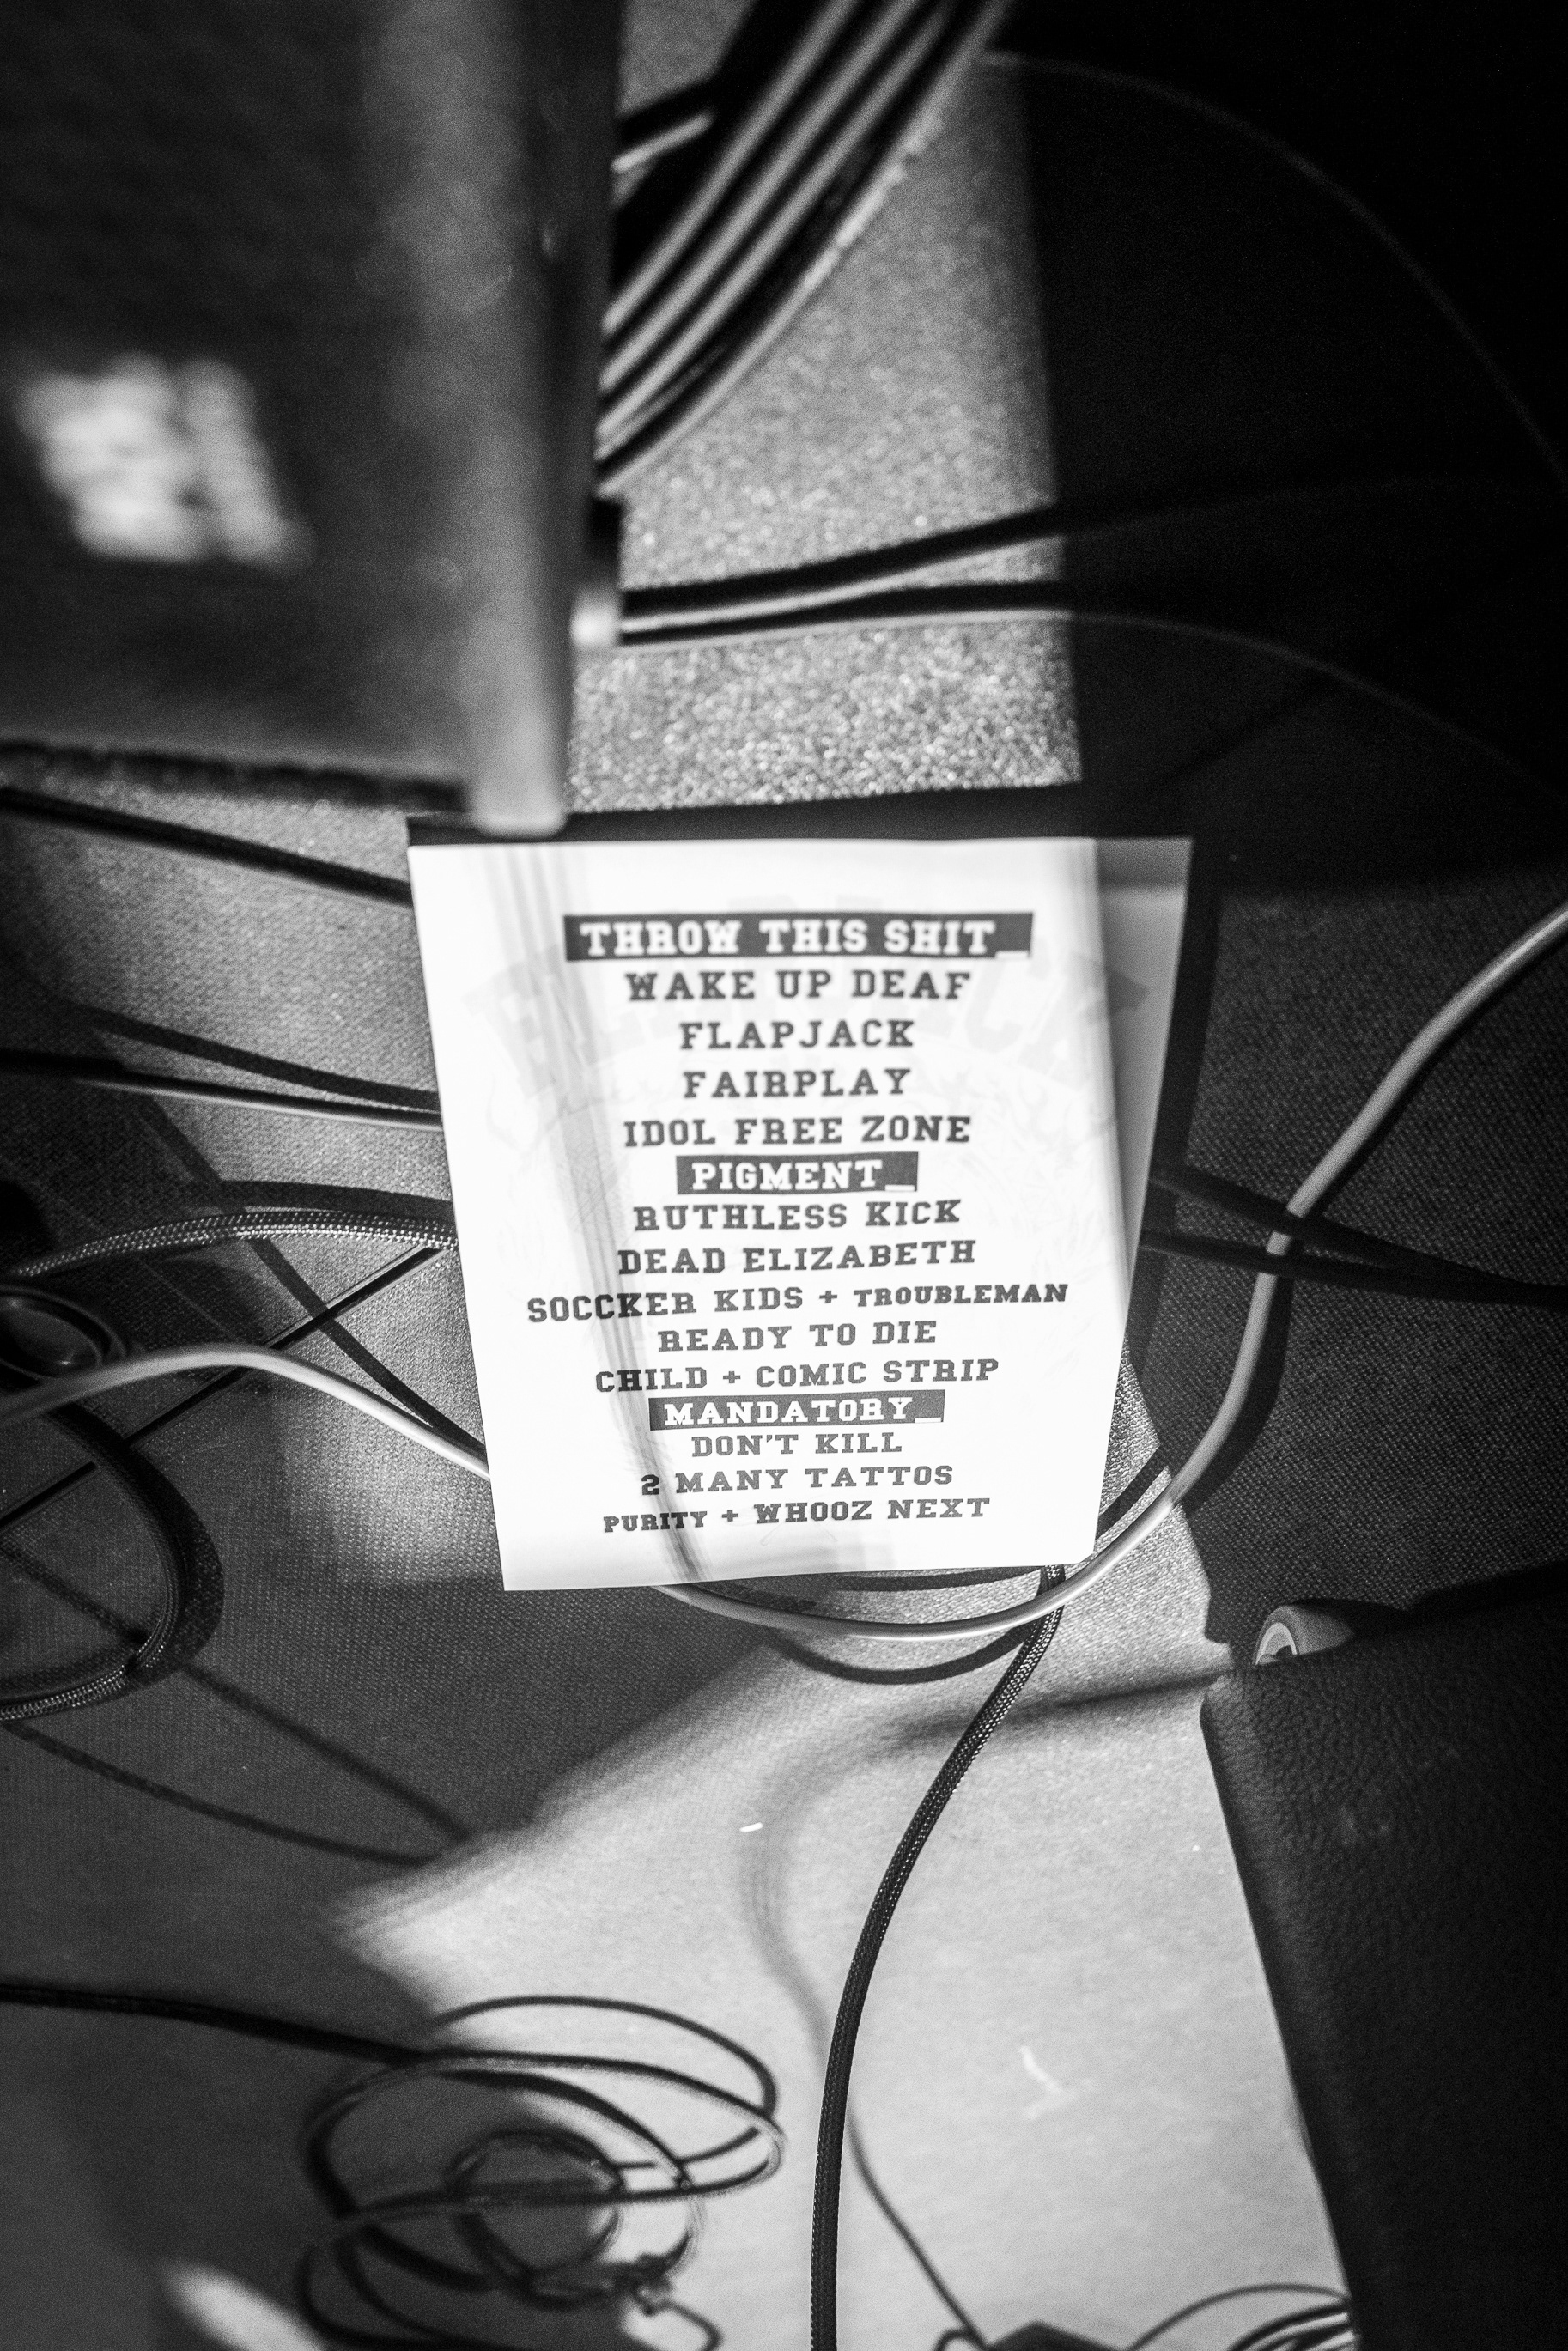 THROW THIS SHIT_
WAKE UP DEAF
FLAPJACK
FAIRPLAY
IDOL FREE ZONE
PIGMENT_
RUTHLESS KICK
DEAD ELIZABETH
SOCCKER KIDS + TROUBLEMAN
READY TO DIE
CHILD + COMIC STRIP
MANDATORY_
DON'T KILL
2 MANY TATTOS
PURITY + WHOOZ NEXT